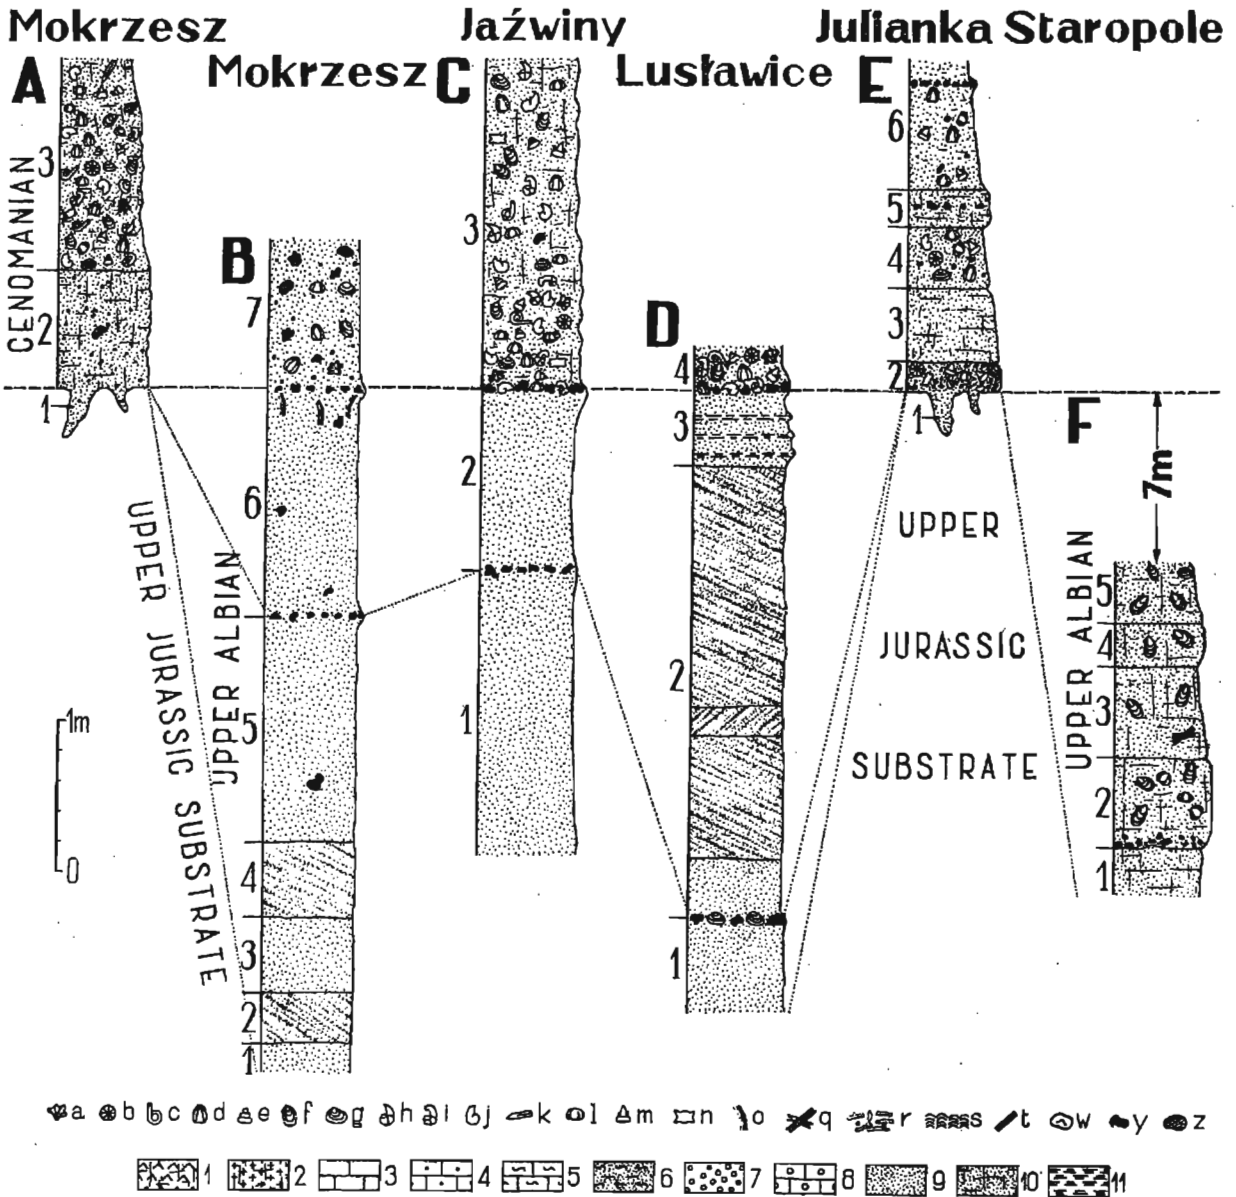 Mokrzesz
Jaźwiny
Julianka Staropole
A
Mokrzesz
C
Lusławice
E
6
CENOMANIAN
3
5
3
B
4
7
2
D
3
4
2
1
1
F
3
7m
2
6
UPPER
UPPER ALBIAN
UPPER JURASSIC SUBSTRATE
UPPER ALBIAN
5
4
JURASSIC
2
3
1m
5
1
SUBSTRATE
2
0
4
1
3
1
2
1
a b c d e f g h i j k l m n o q r s t w y z
1 2 3 4 5 6 7 8 9 10 11